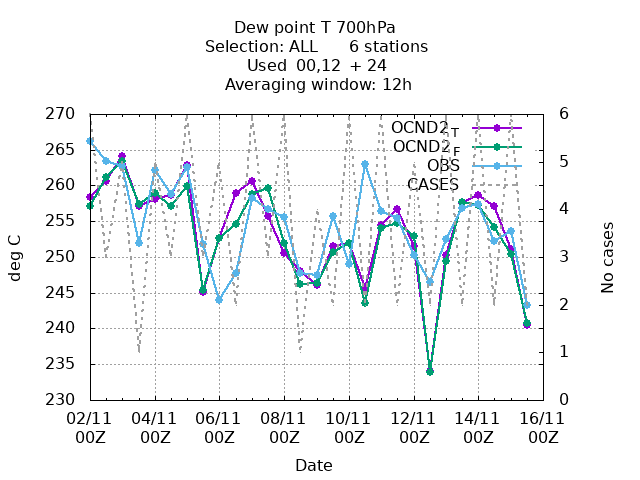 Dew point T 700hPa
Selection: ALL 6 stations
Used 00,12 + 24
Averaging window: 12h
270
265
260
255
250
245
240
235
230
deg C
6
5
4
3
2
1
0
No cases
OCND2T
OCND2F
OBS
CASES
02/11 04/11 06/11 08/11 10/11 12/11 14/11 16/11
00Z 00Z 00Z 00Z 00Z 00Z 00Z 00Z
Date